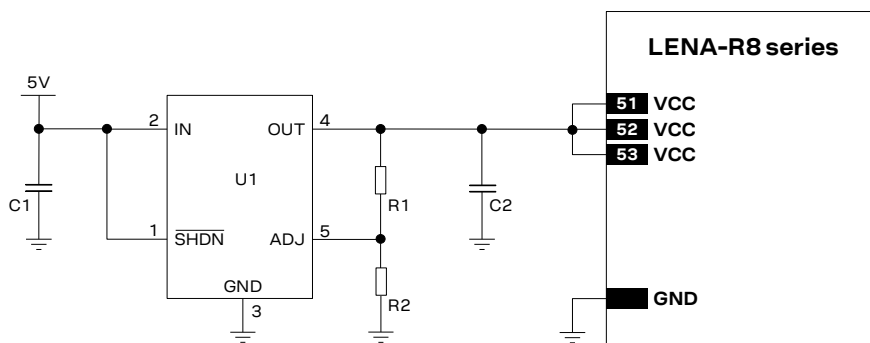 LENA-R8 series
5V
51 VCC
2 IN OUT 4
52 VCC
53 VCC
U1
C1
R1
C2
1 SHDN ADJ 5
GND
3
R2
GND